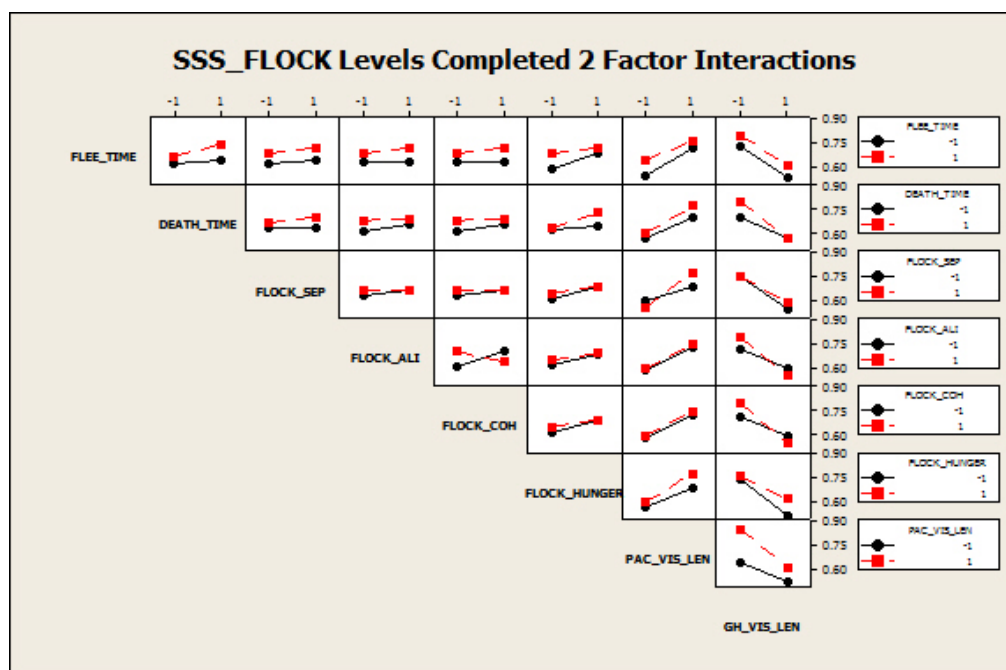 SSS_FLOCK Levels Completed 2 Factor Interactions
-1 1 -1 1 -1 1 -1 1 -1 1 -1 1 -1 1
FLEE_TIME
0.90
0.75
0.60
FLEE_TIME
-1
1
DEATH_TIME
0.90
0.75
0.60
DEATH_TIME
-1
1
FLOCK_SEP
0.90
0.75
0.60
FLOCK_SEP
-1
1
FLOCK_ALI
0.90
0.75
0.60
FLOCK_ALI
-1
1
FLOCK_COH
0.90
0.75
0.60
FLOCK_COH
-1
1
FLOCK_HUNGER
0.90
0.75
0.60
FLOCK_HUNGER
-1
1
PAC_VIS_LEN
0.90
0.75
0.60
PAC_VIS_LEN
-1
1
GH_VIS_LEN